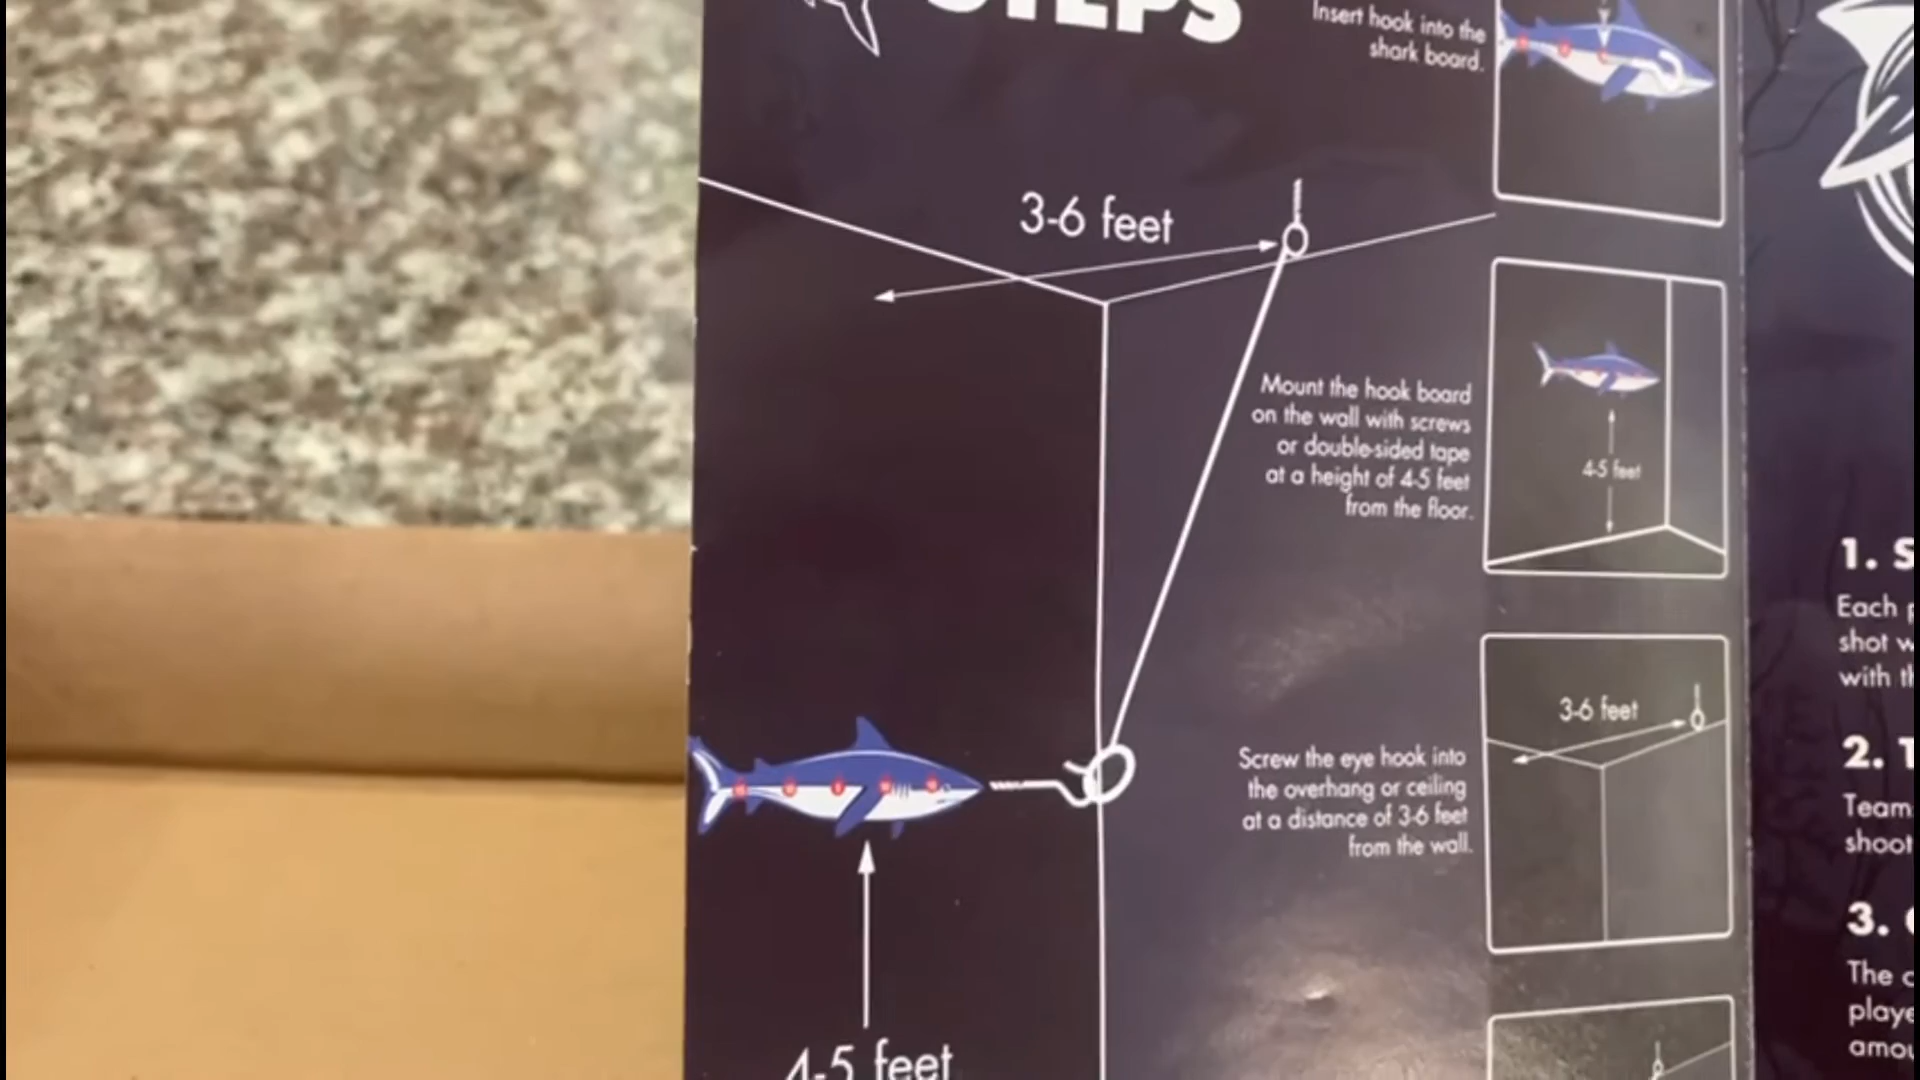 STEPS
Insert hook into the
shark board.
3-6 feet
Mount the hook board
on the wall with screws
or double-sided tape
at a height of 4-5 feet
from the floor.
4-5 feet
3-6 feet
Screw the eye hook into
the overhang or ceiling
at a distance of 3-6 feet
from the wall.
4-5 feet
1. S
Each
shot
with
2. T
Team
shoot
3.
The